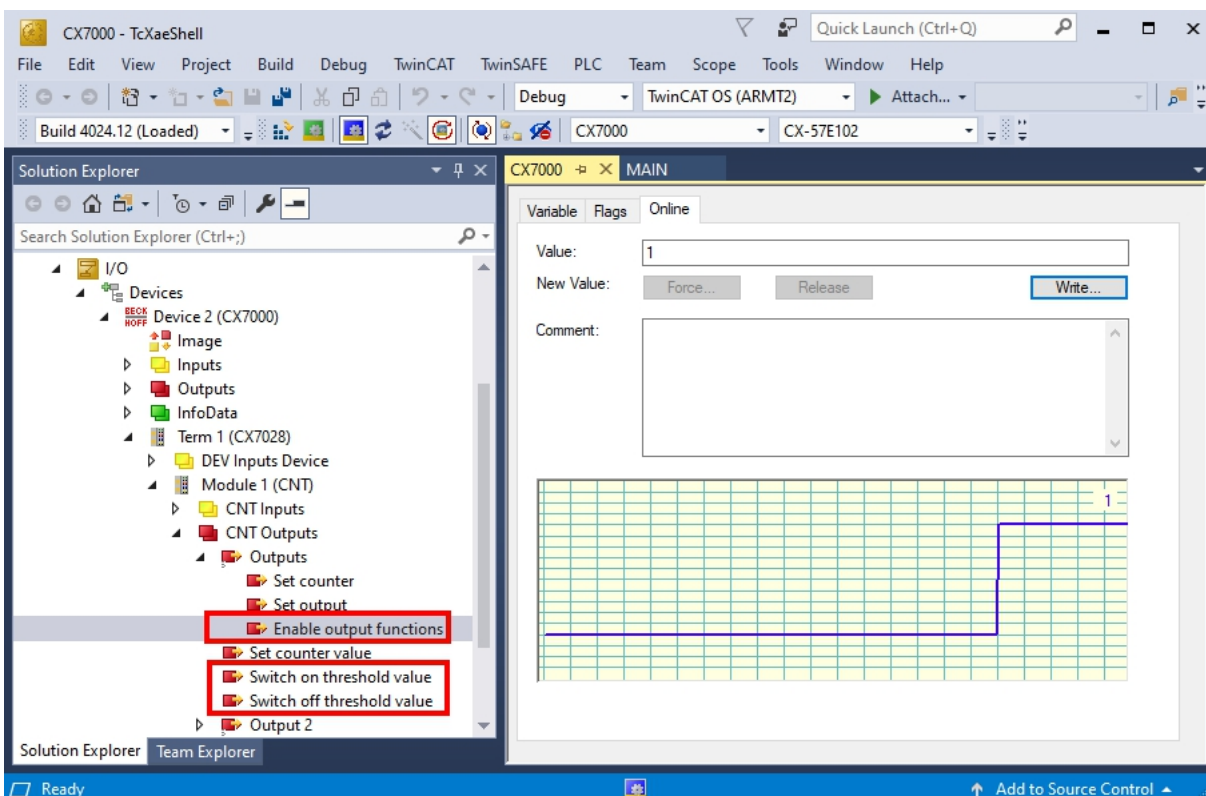 CX7000 - TcXaeShell
Quick Launch (Ctrl+Q)
File Edit View Project Build Debug TwinCAT TwinSAFE PLC Team Scope Tools Window Help
Debug TwinCAT OS (ARMT2) Attach...
Build 4024.12 (Loaded) CX7000 CX-57E102
Solution Explorer
CX7000 MAIN
Variable Flags Online
Search Solution Explorer (Ctrl+;)
Value: 1
I/O
New Value: Force... Release Write...
Devices
BECKHOFF Device 2 (CX7000)
Comment:
Image
Inputs
Outputs
InfoData
Term 1 (CX7028)
DEV Inputs Device
Module 1 (CNT)
1
CNT Inputs
CNT Outputs
Outputs
Set counter
Set output
Enable output functions
Set counter value
Switch on threshold value
Switch off threshold value
Output 2
Solution Explorer Team Explorer
Ready Add to Source Control